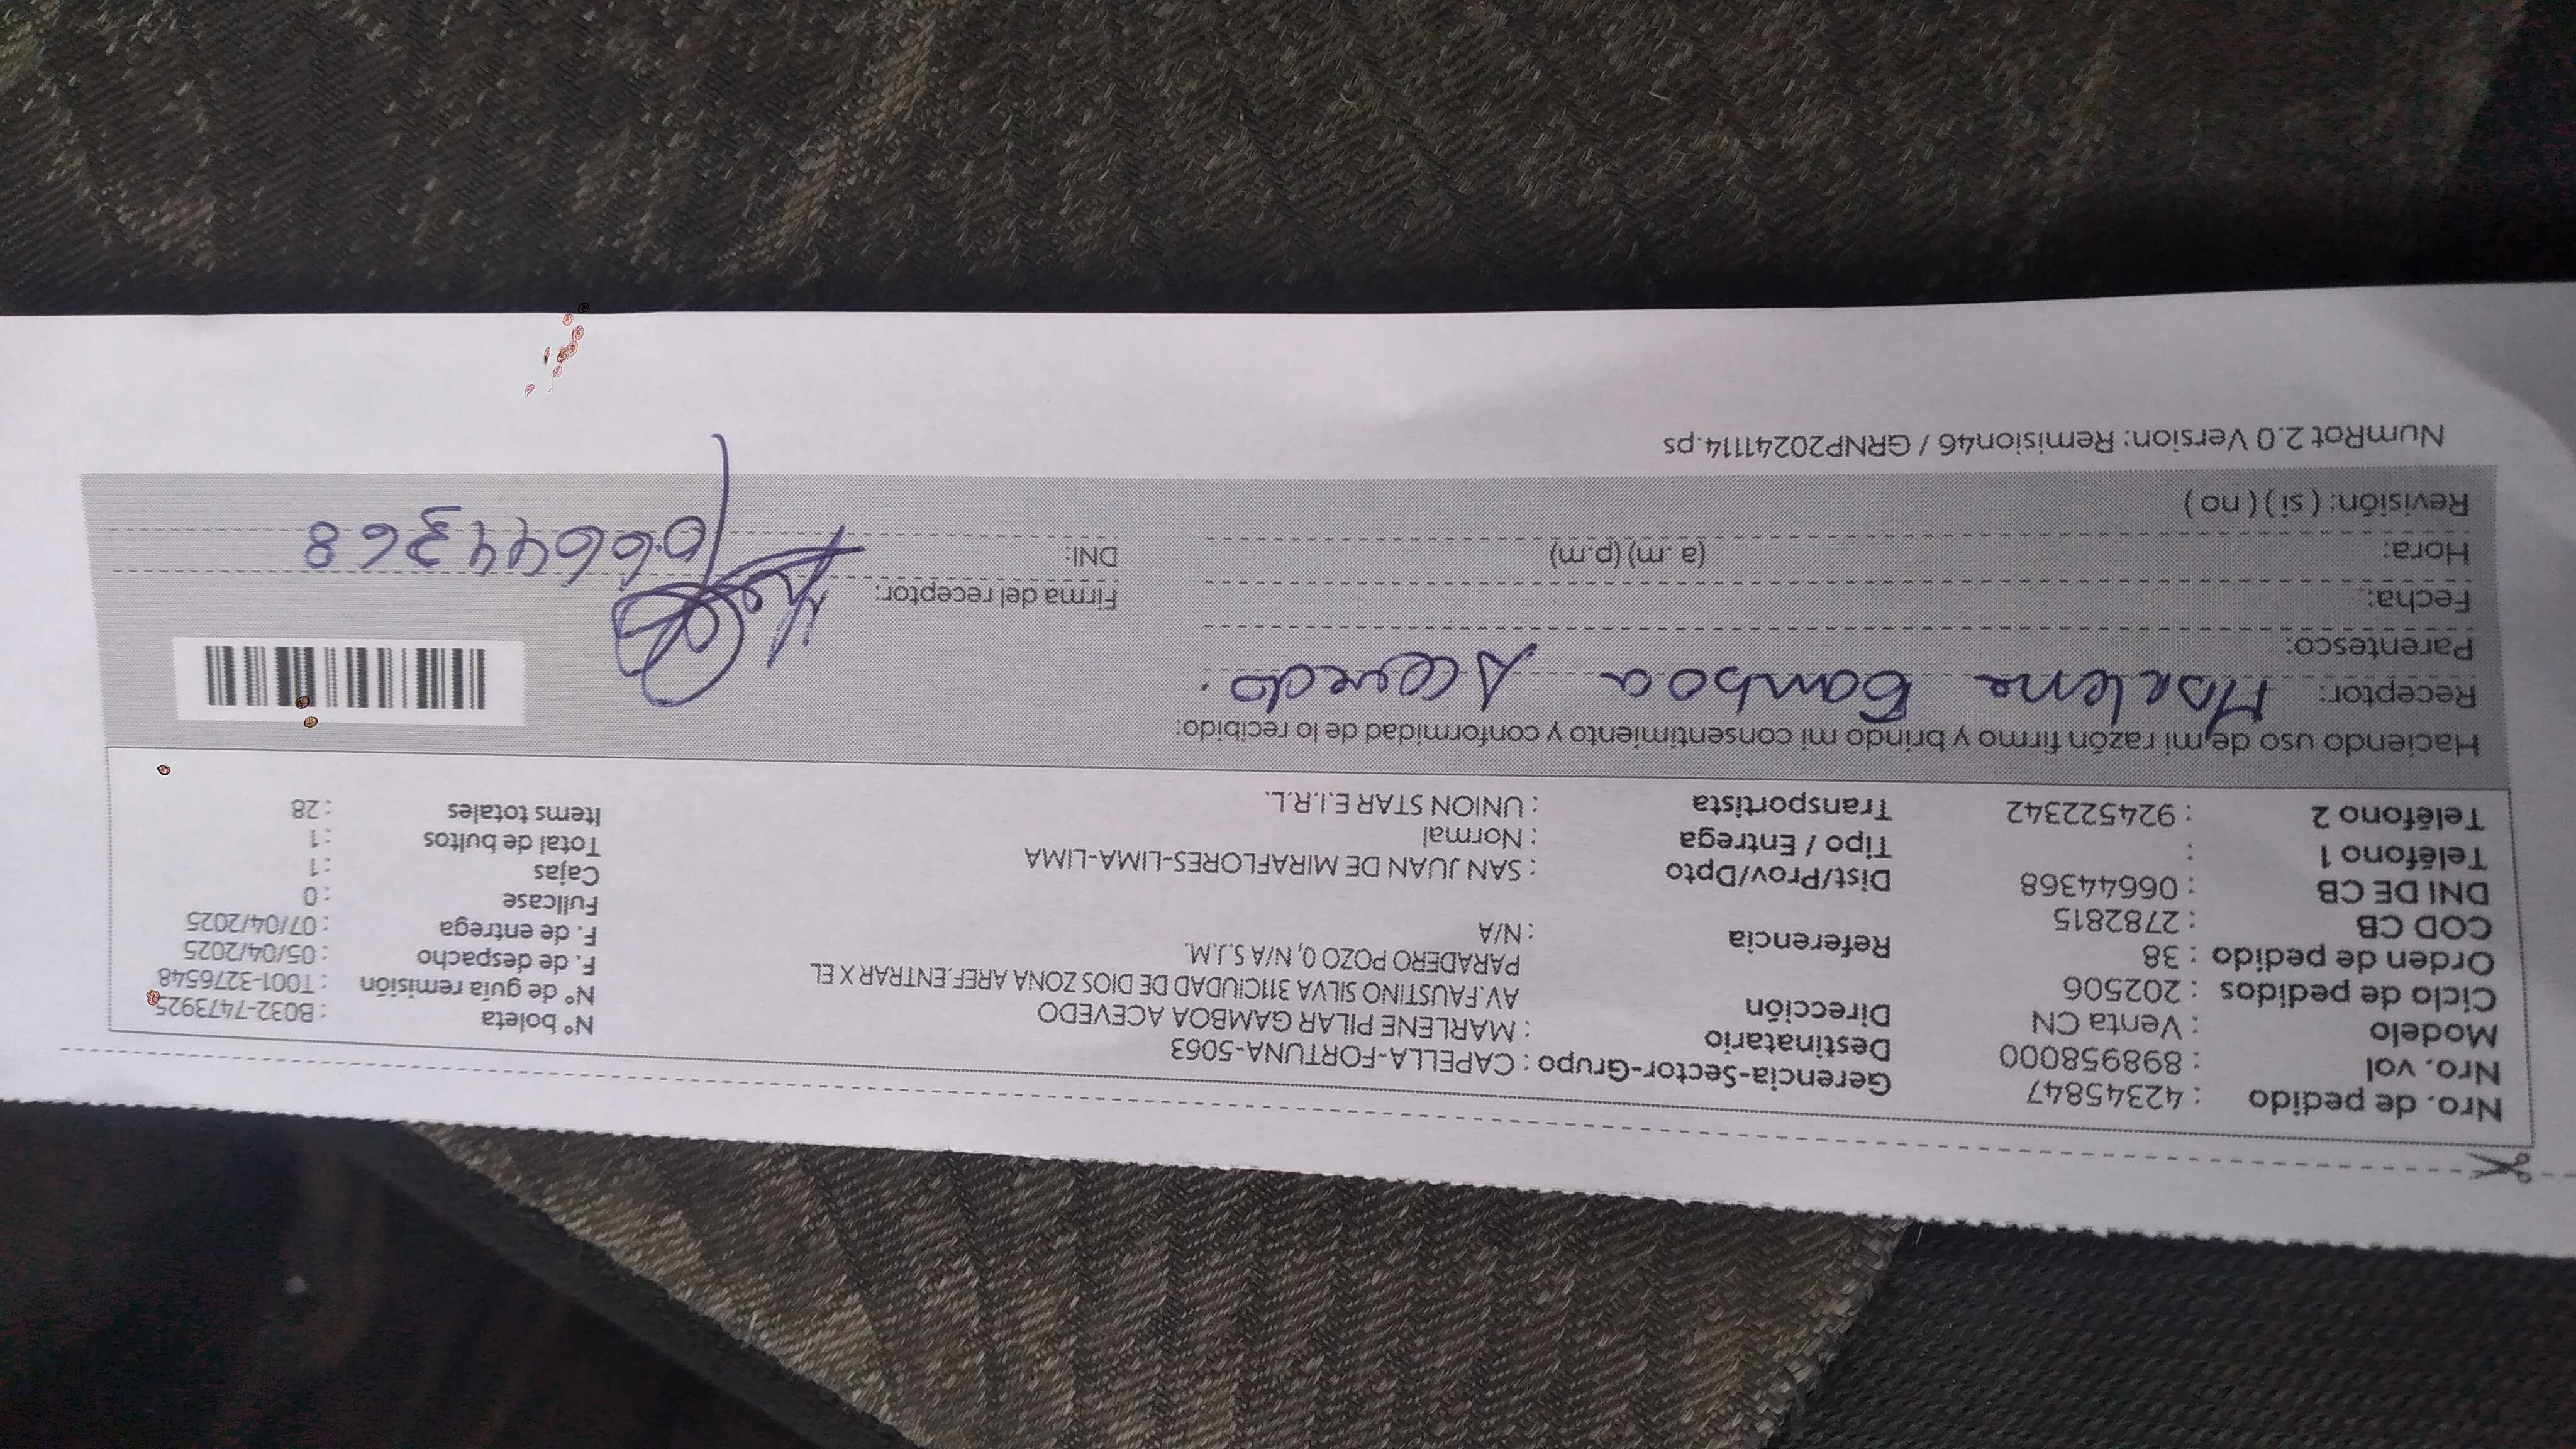 Nro. de pedido : 42345847
Nro. vol : 898958000
Modelo : Venta CN
Ciclo de pedidos : 202506
Orden de pedido : 38
COD CB : 2782815
DNI DE CB : 06644368
Teléfono 1 :
Teléfono 2 : 924522342
Gerencia-Sector-Grupo : CAPELLA-FORTUNA-5063
Destinatario : MARLENE PILAR GAMBOA ACEVEDO
Dirección AV.FAUSTINO SILVA 311CIUDAD DE DIOS ZONA AREF.ENTRAR X EL
PARADERO POZO 0, N/A S.J.M.
Referencia : N/A
Dist/Prov/Dpto : SAN JUAN DE MIRAFLORES-LIMA-LIMA
Tipo / Entrega : Normal
Transportista : UNION STAR E.I.R.L.
N° boleta : B032-7473925
N° de guía remisión : T001-3276548
F. de despacho : 05/04/2025
F. de entrega : 07/04/2025
Fullcase : 0
Cajas : 1
Total de bultos : 1
Items totales : 28
Haciendo uso de mi razón firmo y brindo mi consentimiento y conformidad de lo recibido:
Receptor: Marlene Gamboa Acevedo.
Parentesco:
Fecha:
Hora: (a .m) (p.m)
Revisión: ( si ) ( no )
Firma del receptor:
DNI: 06644368
NumRot 2.0 Version: Remision46 / GRNP20241114.ps